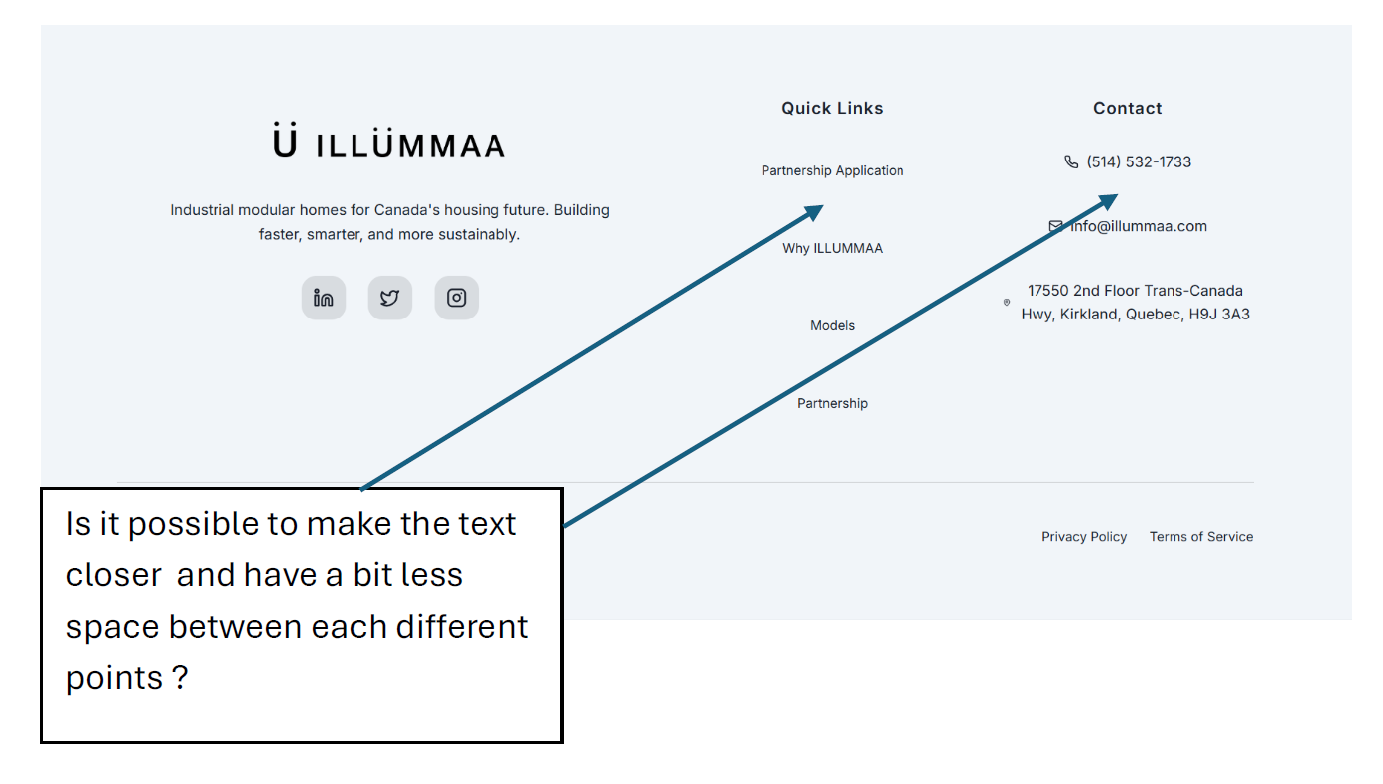 Ü ILLÜMMAA
Industrial modular homes for Canada's housing future. Building
faster, smarter, and more sustainably.
Quick Links
Partnership Application
Why ILLUMMAA
Models
Partnership
Contact
(514) 532-1733
info@illummaa.com
17550 2nd Floor Trans-Canada
Hwy, Kirkland, Quebec, H9J 3A3
Privacy Policy Terms of Service
Is it possible to make the text
closer and have a bit less
space between each different
points ?